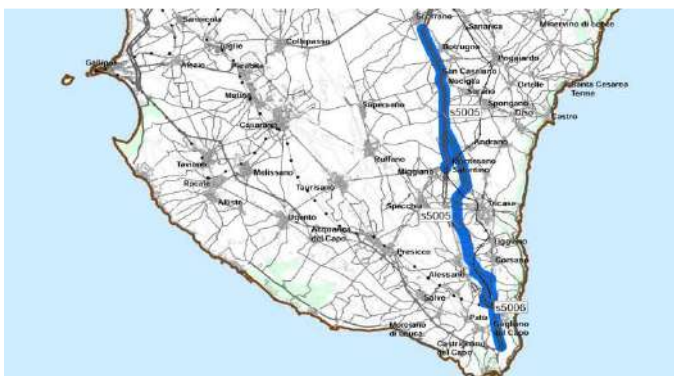 Sannicola
Sanarica
Minervino di Lecce
Collepasso
Botrugno
Poggiardo
Gallipoli
Alezio
San Cassiano
Nociglia
Ortelle
Santa Cesarea
Terme
Matino
Supersano
Surano
Spongano
Diso
Castro
s5005
Casarano
Andrano
Ruffano
Montesano
Salentino
Taviano
Melissano
Miggiano
Racale
Taurisano
Alliste
Specchia
s5005
Tricase
Ugento
Acquarica
del Capo
Tiggiano
Presicce
Corsano
Alessano
Salve
s5006
Patù
Gagliano
del Capo
Morciano
di Leuca
Castrignano
del Capo